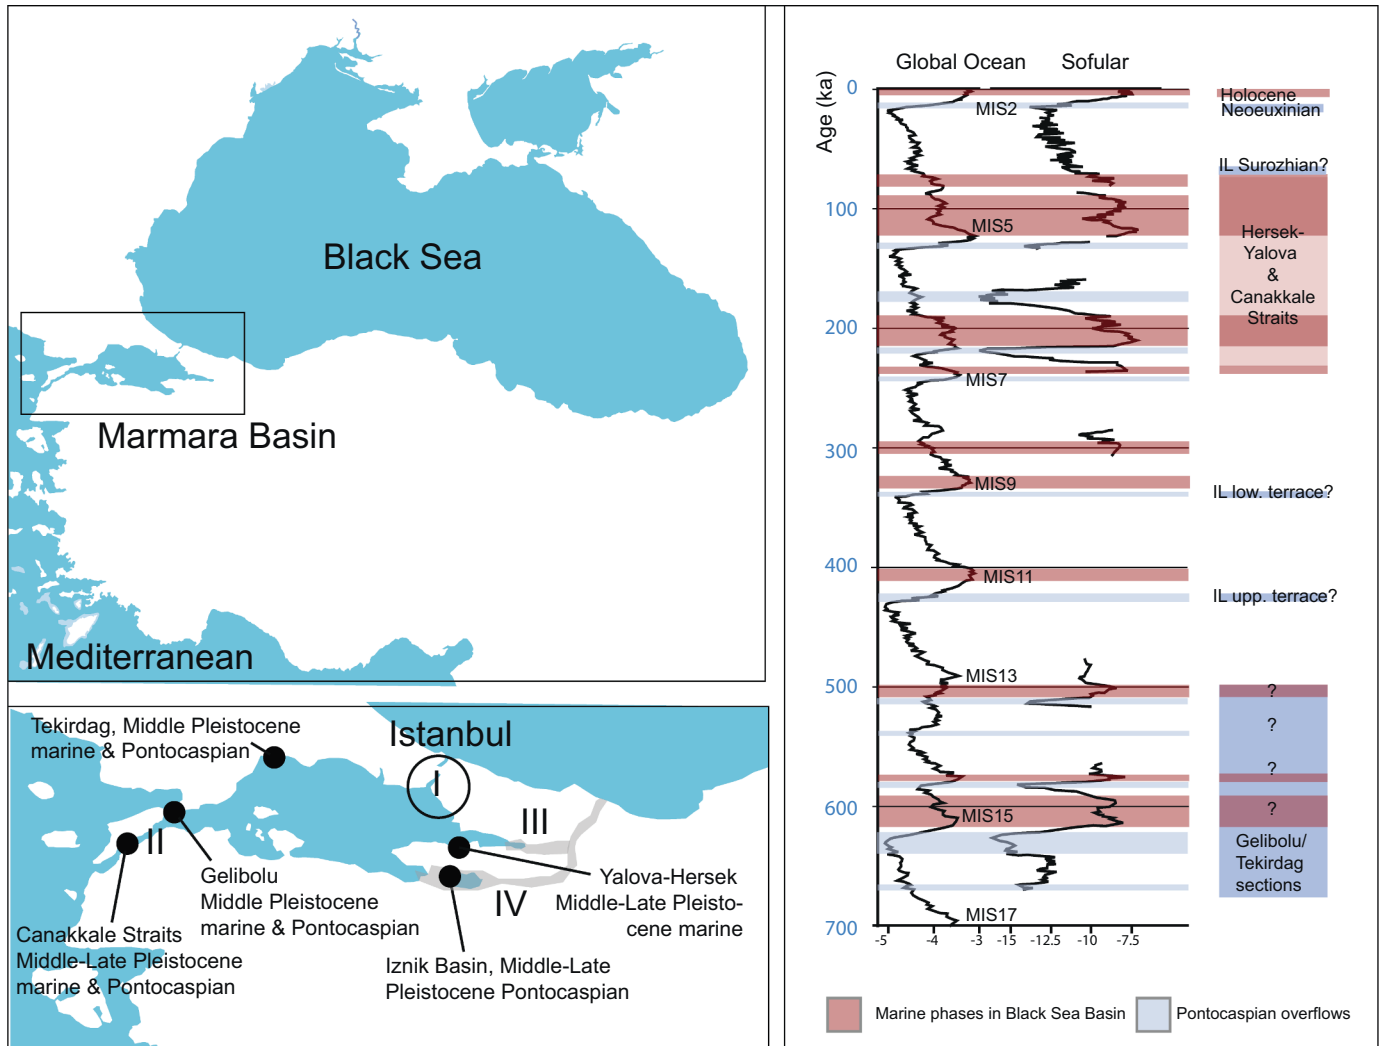 Black Sea
Marmara Basin
Mediterranean
Tekirdag, Middle Pleistocene
marine & Pontocaspian
Istanbul
I
II
III
IV
Gelibolu
Middle Pleistocene
marine & Pontocaspian
Canakkale Straits
Middle-Late Pleistocene
marine & Pontocaspian
Yalova-Hersek
Middle-Late Pleisto-
cene marine
Iznik Basin, Middle-Late
Pleistocene Pontocaspian
Global Ocean
Sofular
Age (ka)
0
100
200
300
400
500
600
700
MIS2
MIS5
MIS7
MIS9
MIS11
MIS13
MIS15
MIS17
-5
-4
-3
-15
-12.5
-10
-7.5
Holocene
Neoeuxinian
IL Surozhian?
Hersek-
Yalova
&
Canakkale
Straits
IL low. terrace?
IL upp. terrace?
?
?
?
?
Gelibolu/
Tekirdag
sections
Marine phases in Black Sea Basin
Pontocaspian overflows